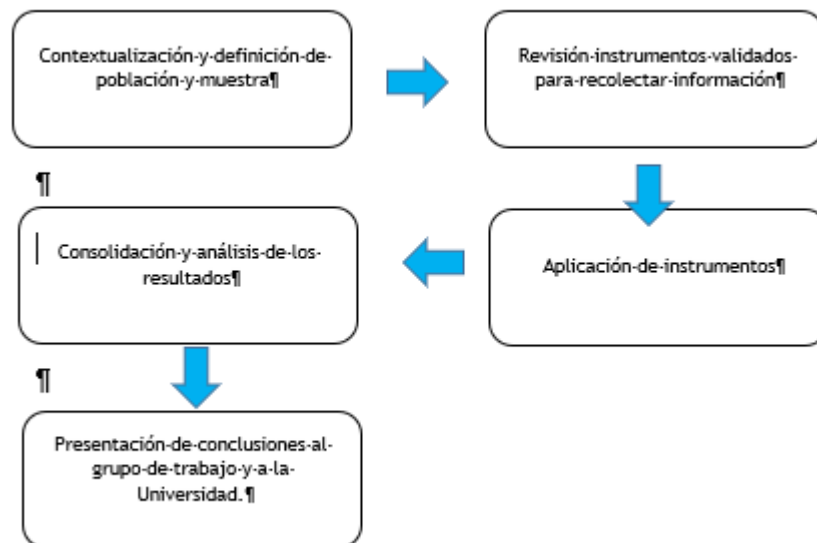 Contextualización·y·definición·de·
población·y·muestra¶
Revisión·instrumentos·validados·
para·recolectar·información¶
¶
Consolidación·y·análisis·de·los·
resultados¶
Aplicación·de·instrumentos¶
¶
Presentación·de·conclusiones·al·
grupo·de·trabajo·y·a·la·
Universidad.¶